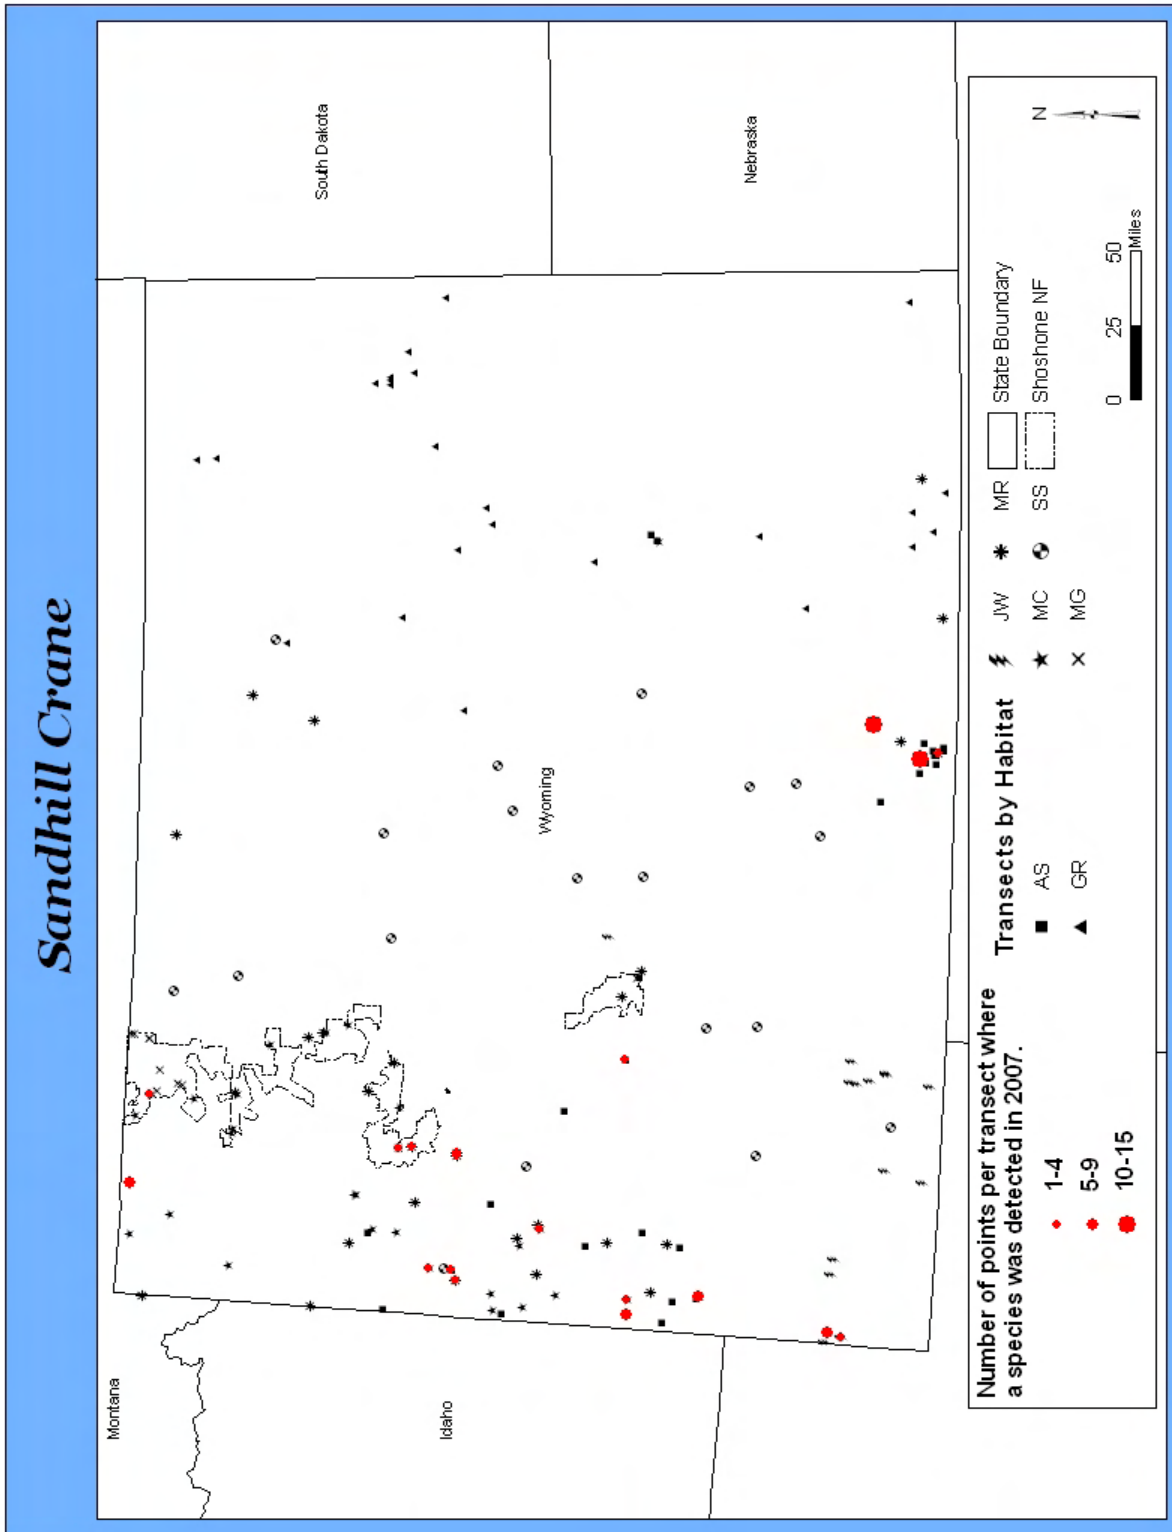 Sandhill Crane
Montana
South Dakota
Idaho
Wyoming
Nebraska
Number of points per transect where
a species was detected in 2007.
1-4
5-9
10-15
Transects by Habitat
AS
GR
JW
MC
MG
MR
SS
State Boundary
Shoshone NF
0 25 50
Miles
N